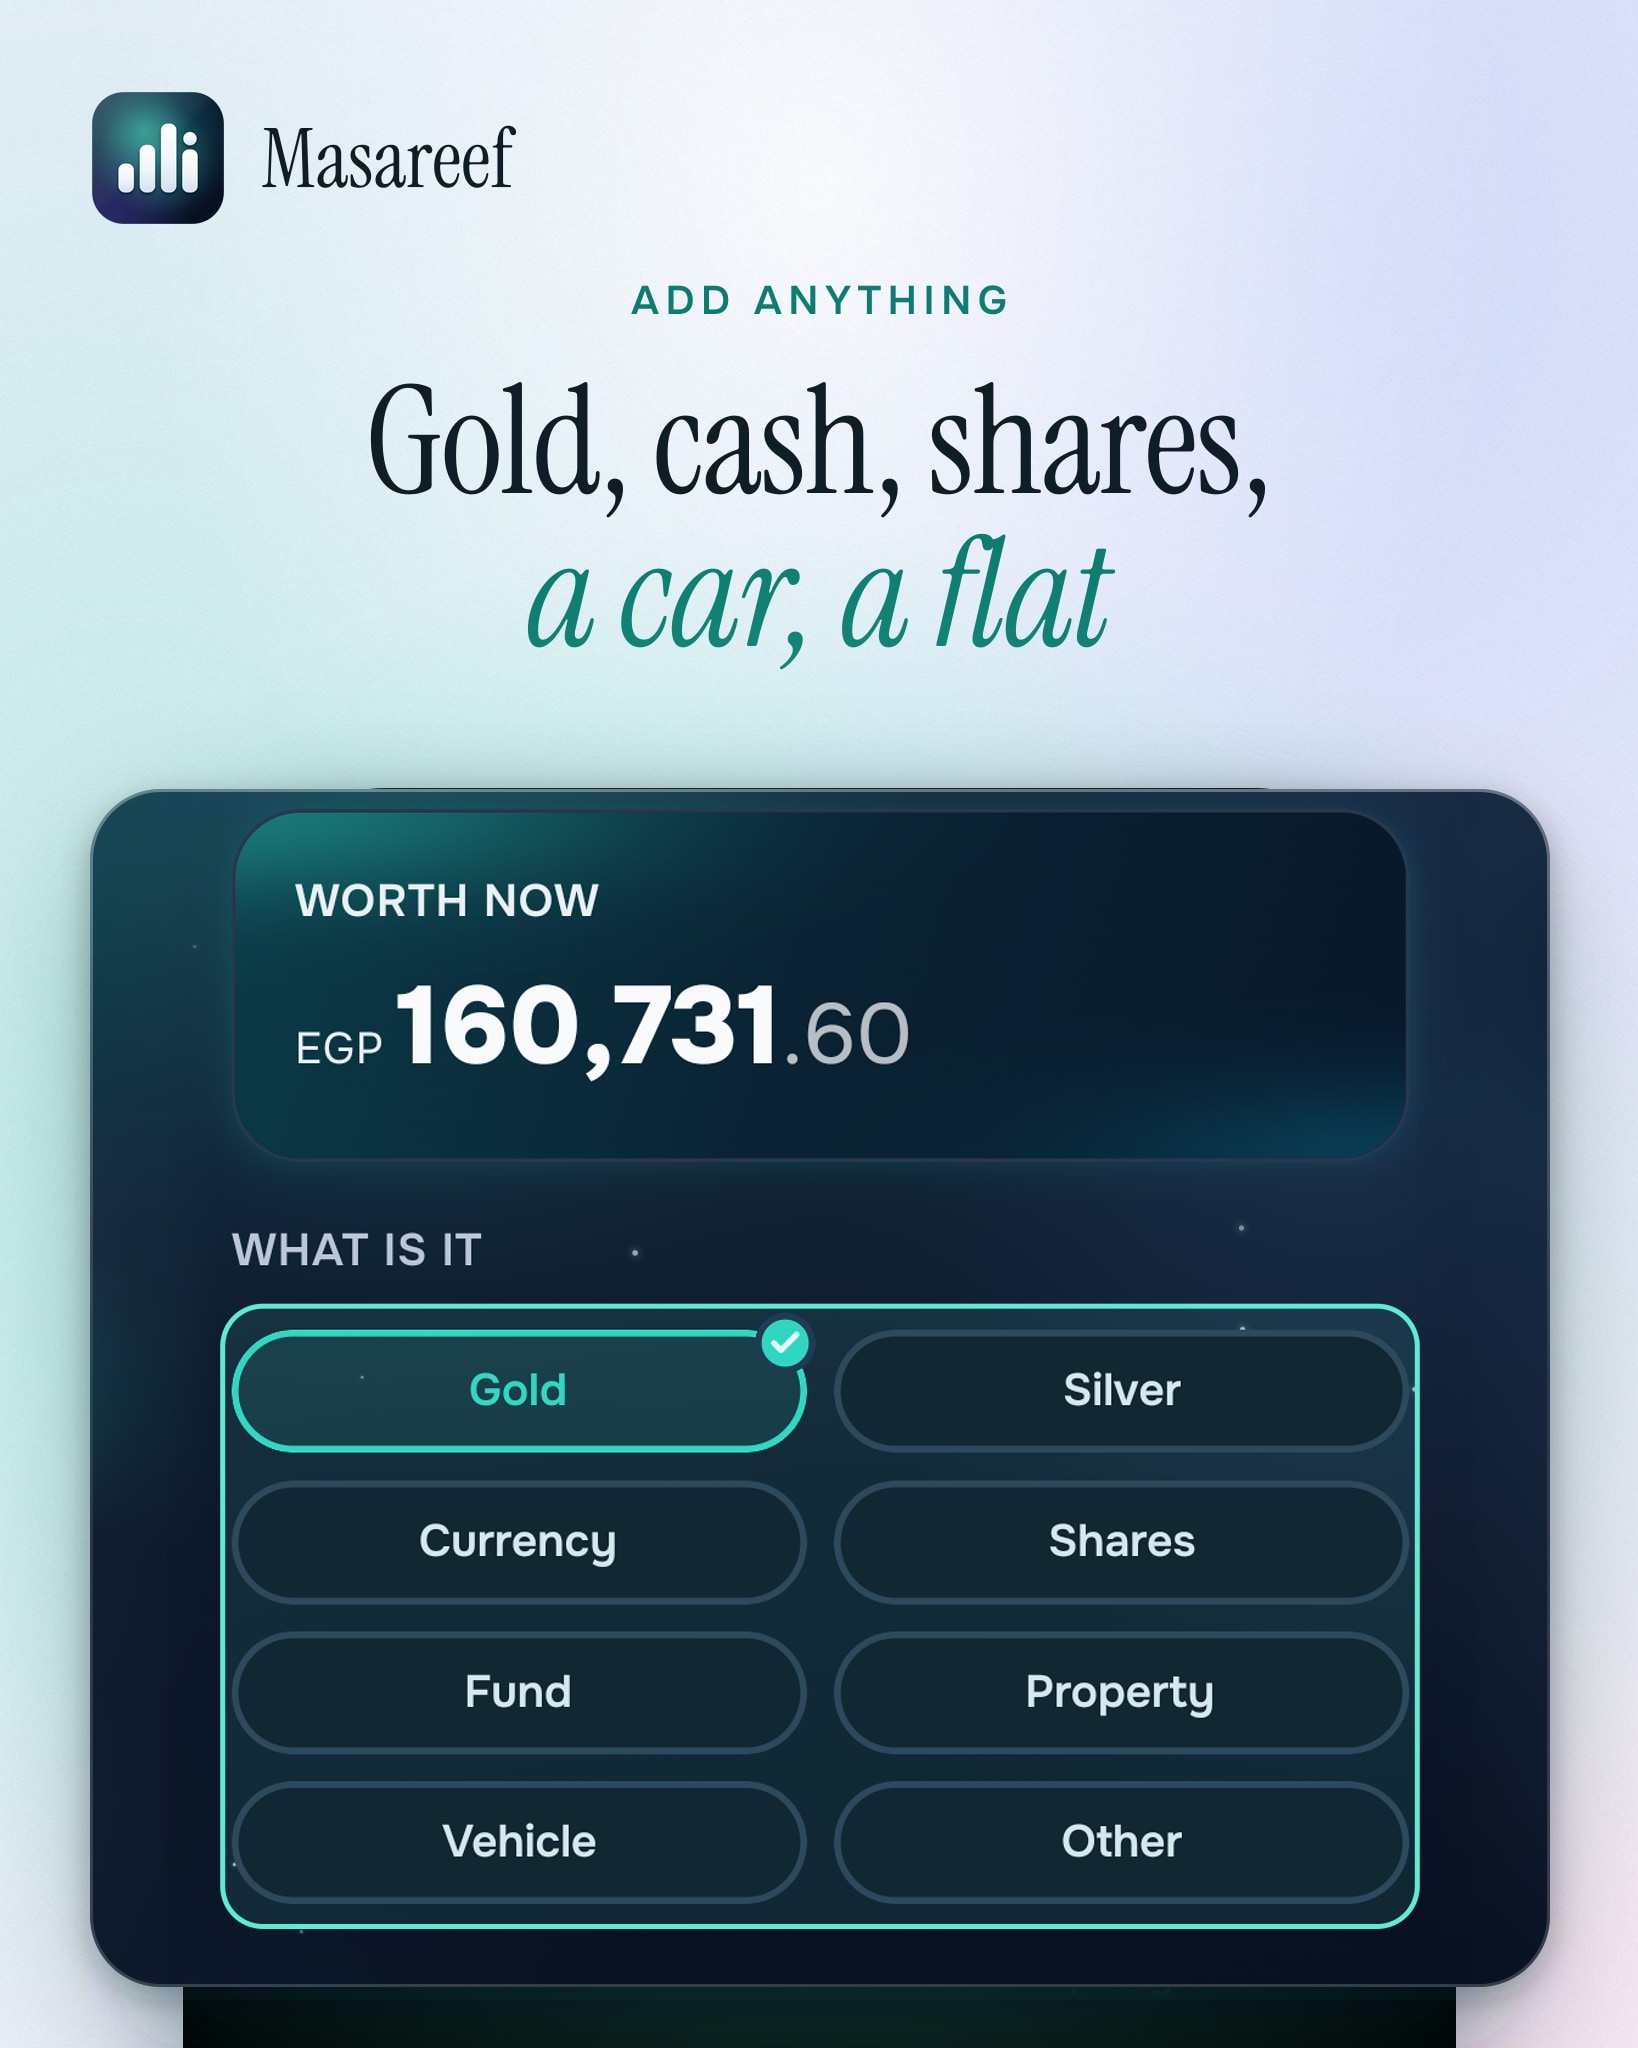 Masareef
ADD ANYTHING
Gold, cash, shares,
a car, a flat
WORTH NOW
EGP 160,731.60
WHAT IS IT
Gold
Silver
Currency
Shares
Fund
Property
Vehicle
Other